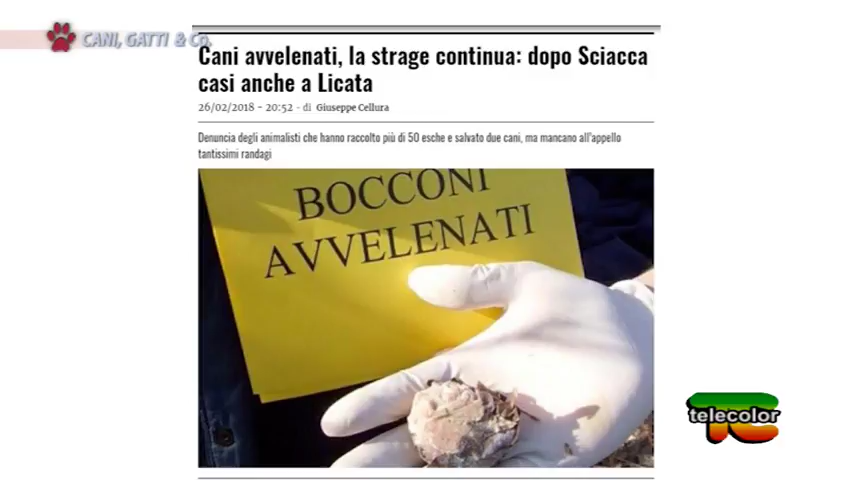 CANI, GATTI & Co.
Cani avvelenati, la strage continua: dopo Sciacca
casi anche a Licata
26/02/2018 - 20:52 - di Giuseppe Cellura
Denuncia degli animalisti che hanno raccolto più di 50 esche e salvato due cani, ma mancano all'appello
tantissimi randagi
BOCCONI
AVVELENATI
telecolor